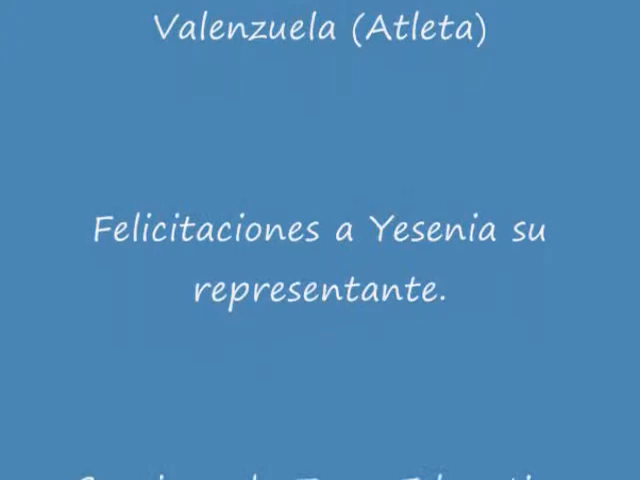 Valenzuela (Atleta)
Felicitaciones a Yesenia su
representante.